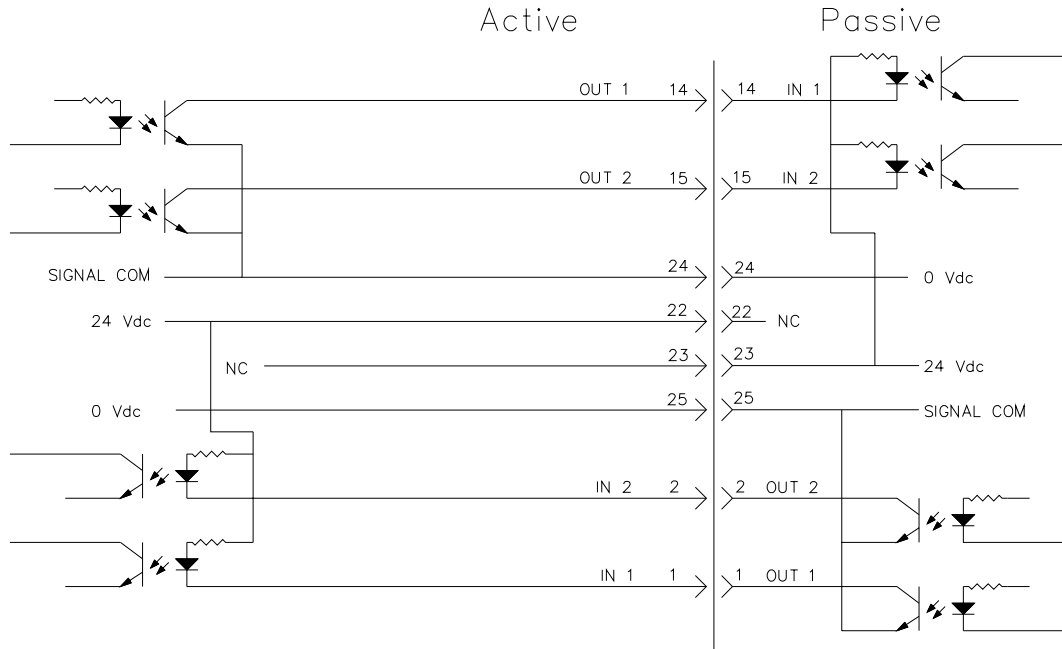 Active Passive
OUT 1 14 14 IN 1
OUT 2 15 15 IN 2
SIGNAL COM 24 24 0 Vdc
24 Vdc 22 22 NC
NC 23 23 24 Vdc
0 Vdc 25 25 SIGNAL COM
IN 2 2 2 OUT 2
IN 1 1 1 OUT 1